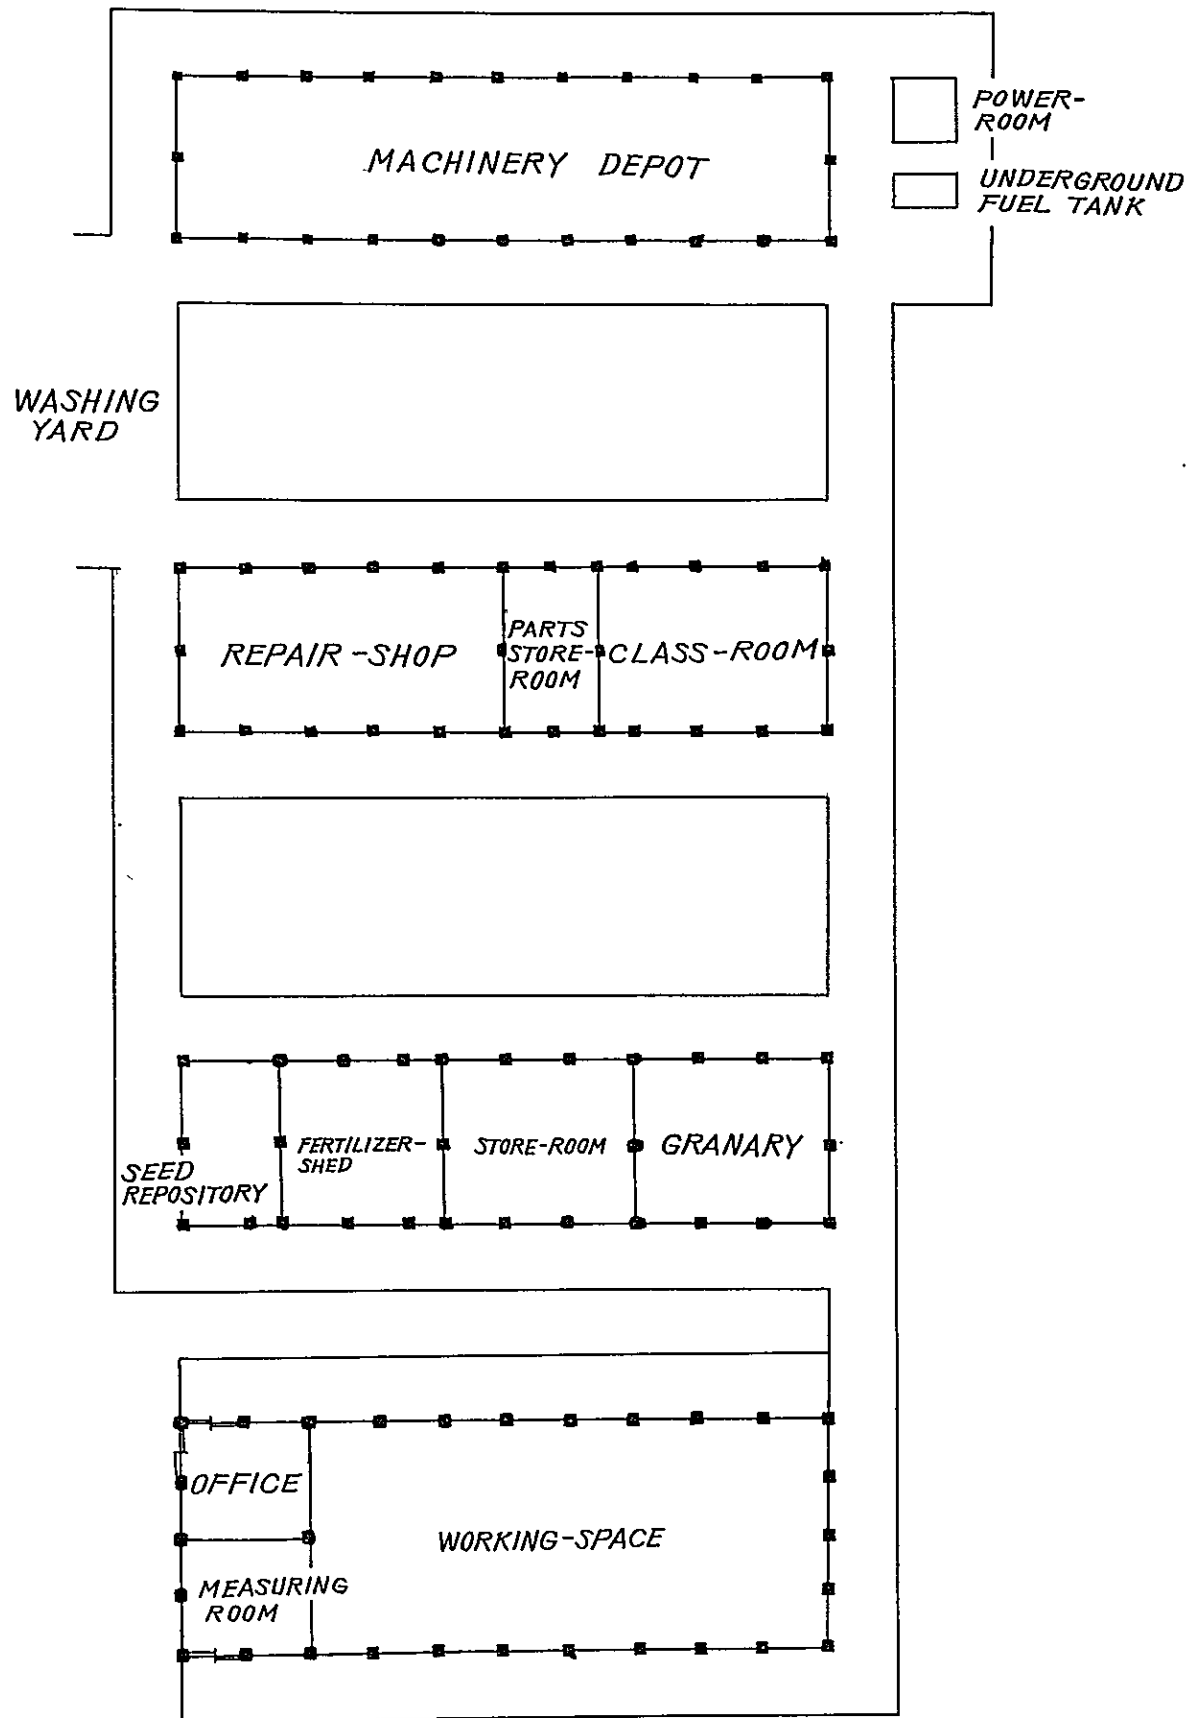 POWER-
ROOM
MACHINERY DEPOT
UNDERGROUND
FUEL TANK
WASHING
YARD
REPAIR-SHOP
PARTS
STORE-
ROOM
CLASS-ROOM
SEED
REPOSITORY
FERTILIZER-
SHED
STORE-ROOM
GRANARY
OFFICE
WORKING-SPACE
MEASURING
ROOM